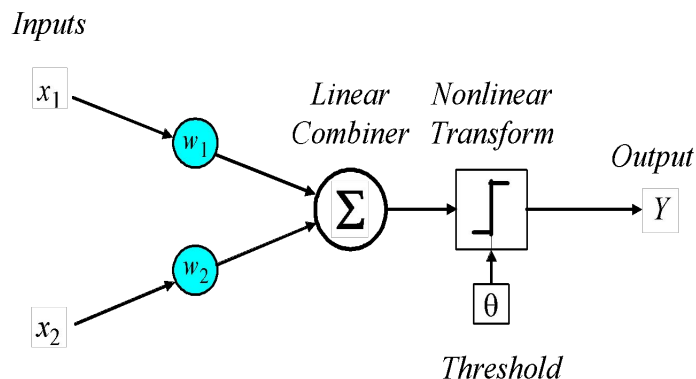 Inputs
x₁
w₁
Linear
Combiner
Nonlinear
Transform
Output
Σ
Y
w₂
x₂
θ
Threshold